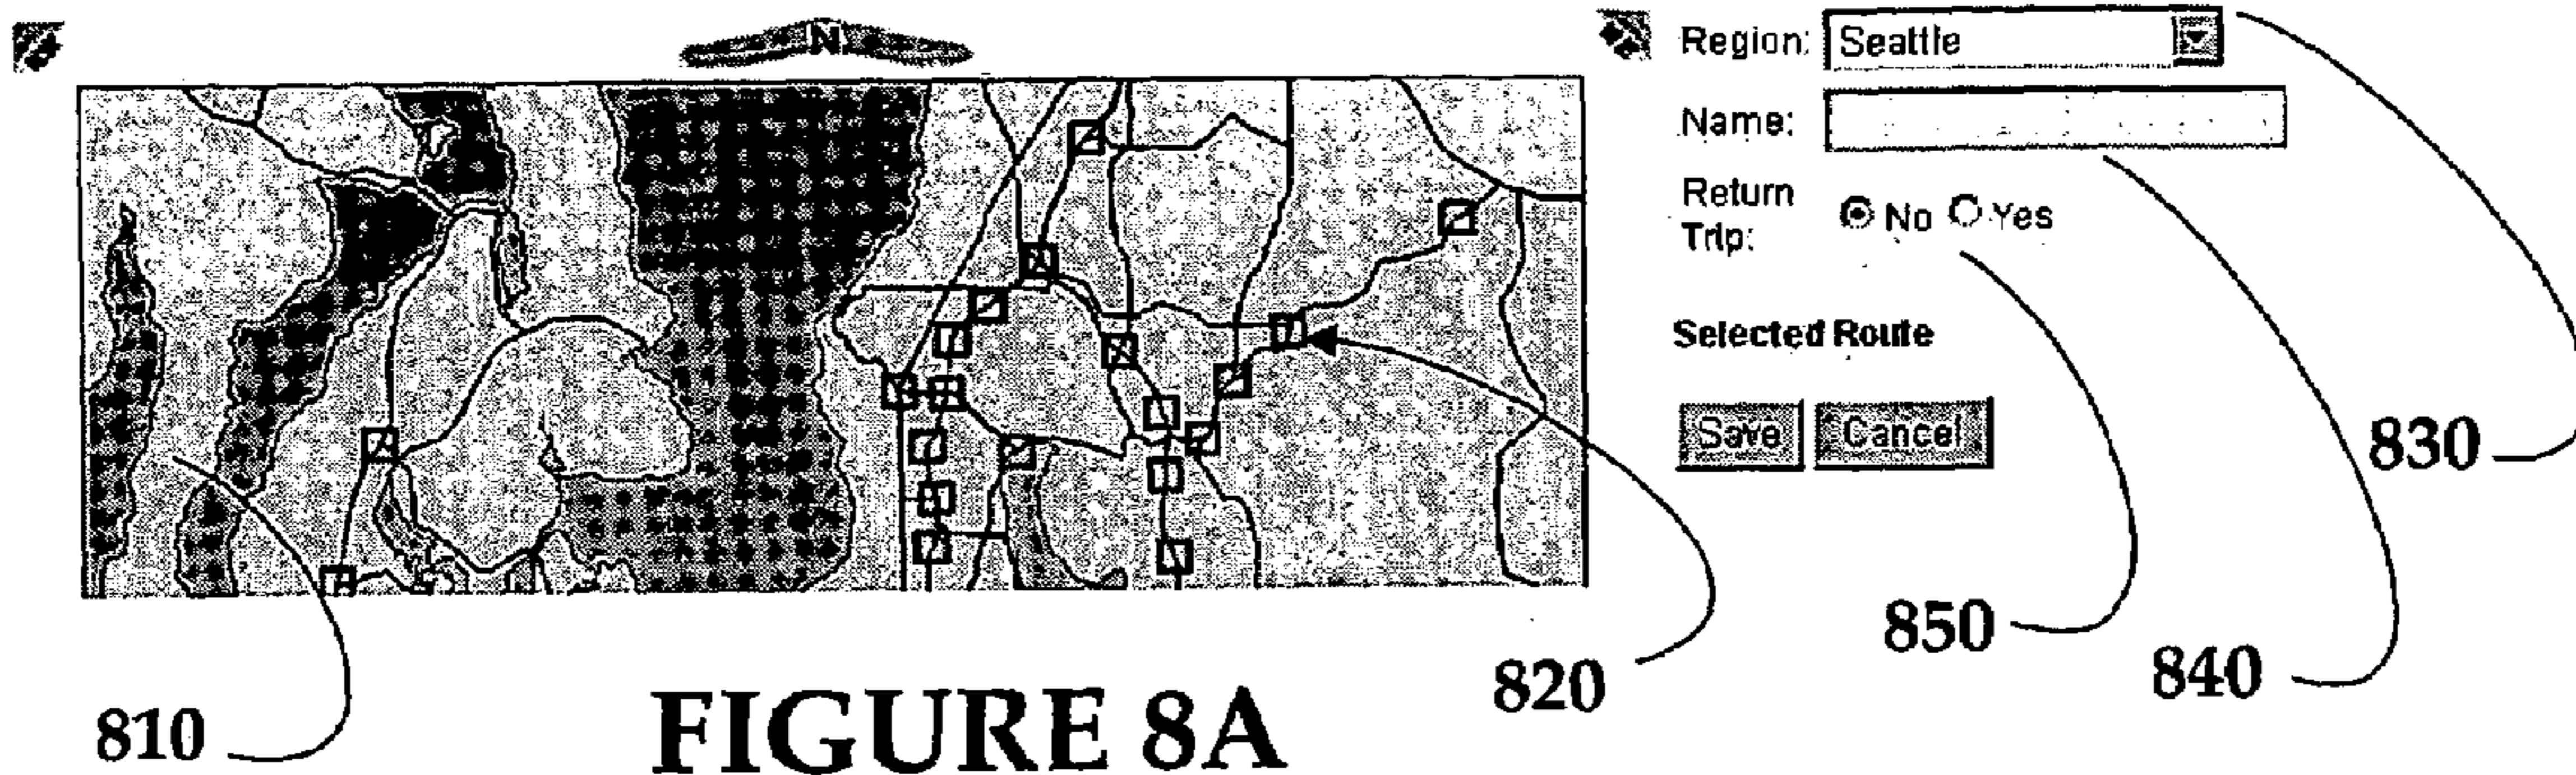 N
Region: Seattle
Name:
Return Trip: No Yes
Selected Route
Save Cancel
830
820
850
840
810
FIGURE 8A